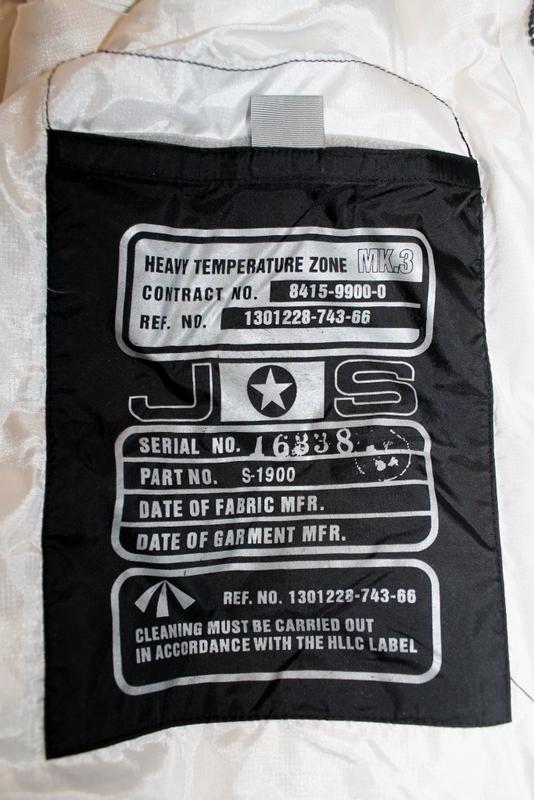 HEAVY TEMPERATURE ZONE MK.3
CONTRACT NO. 8415-9900-0
REF. NO. 1301228-743-66
J S
SERIAL NO. 16338
PART NO. S-1900
DATE OF FABRIC MFR.
DATE OF GARMENT MFR.
REF. NO. 1301228-743-66
CLEANING MUST BE CARRIED OUT
IN ACCORDANCE WITH THE HLLC LABEL